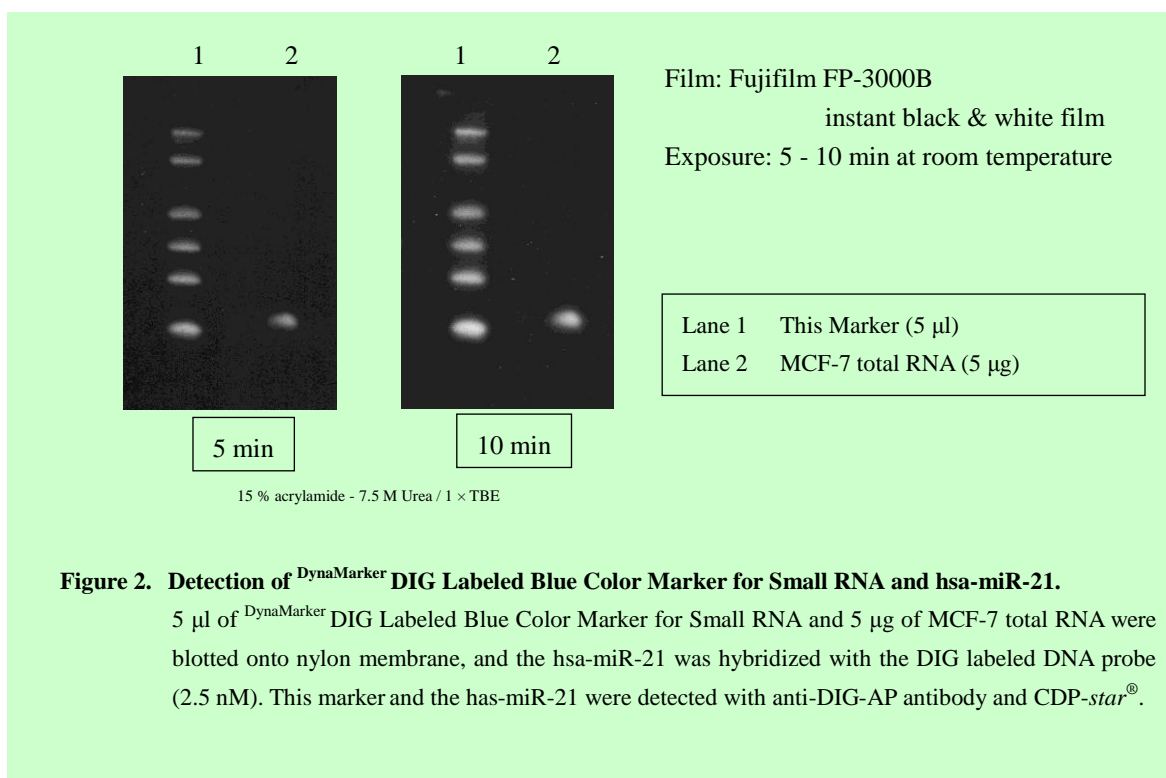 1 2
1 2
Film: Fujifilm FP-3000B
instant black & white film
Exposure: 5 - 10 min at room temperature
Lane 1 This Marker (5 μl)
Lane 2 MCF-7 total RNA (5 μg)
5 min
10 min
15 % acrylamide - 7.5 M Urea / 1 × TBE
Figure 2. Detection of DynaMarker DIG Labeled Blue Color Marker for Small RNA and hsa-miR-21.
5 μl of DynaMarker DIG Labeled Blue Color Marker for Small RNA and 5 μg of MCF-7 total RNA were
blotted onto nylon membrane, and the hsa-miR-21 was hybridized with the DIG labeled DNA probe
(2.5 nM). This marker and the has-miR-21 were detected with anti-DIG-AP antibody and CDP-star®.